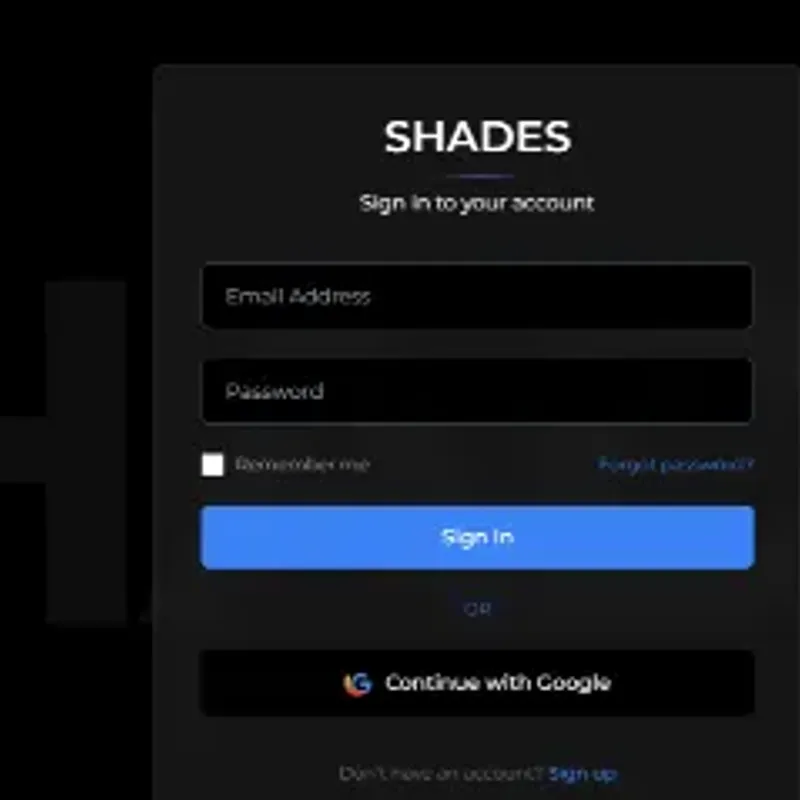 SHADES
Sign in to your account
Email Address
Password
Remember me Forgot password?
Sign In
OR
Continue with Google
Don't have an account? Sign up